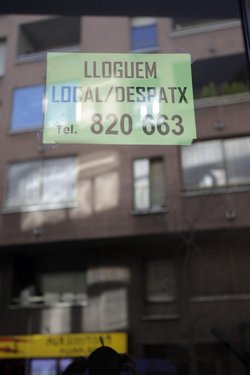 LLOGUEM
LOCAL/DESPATX
Tel. 820 663